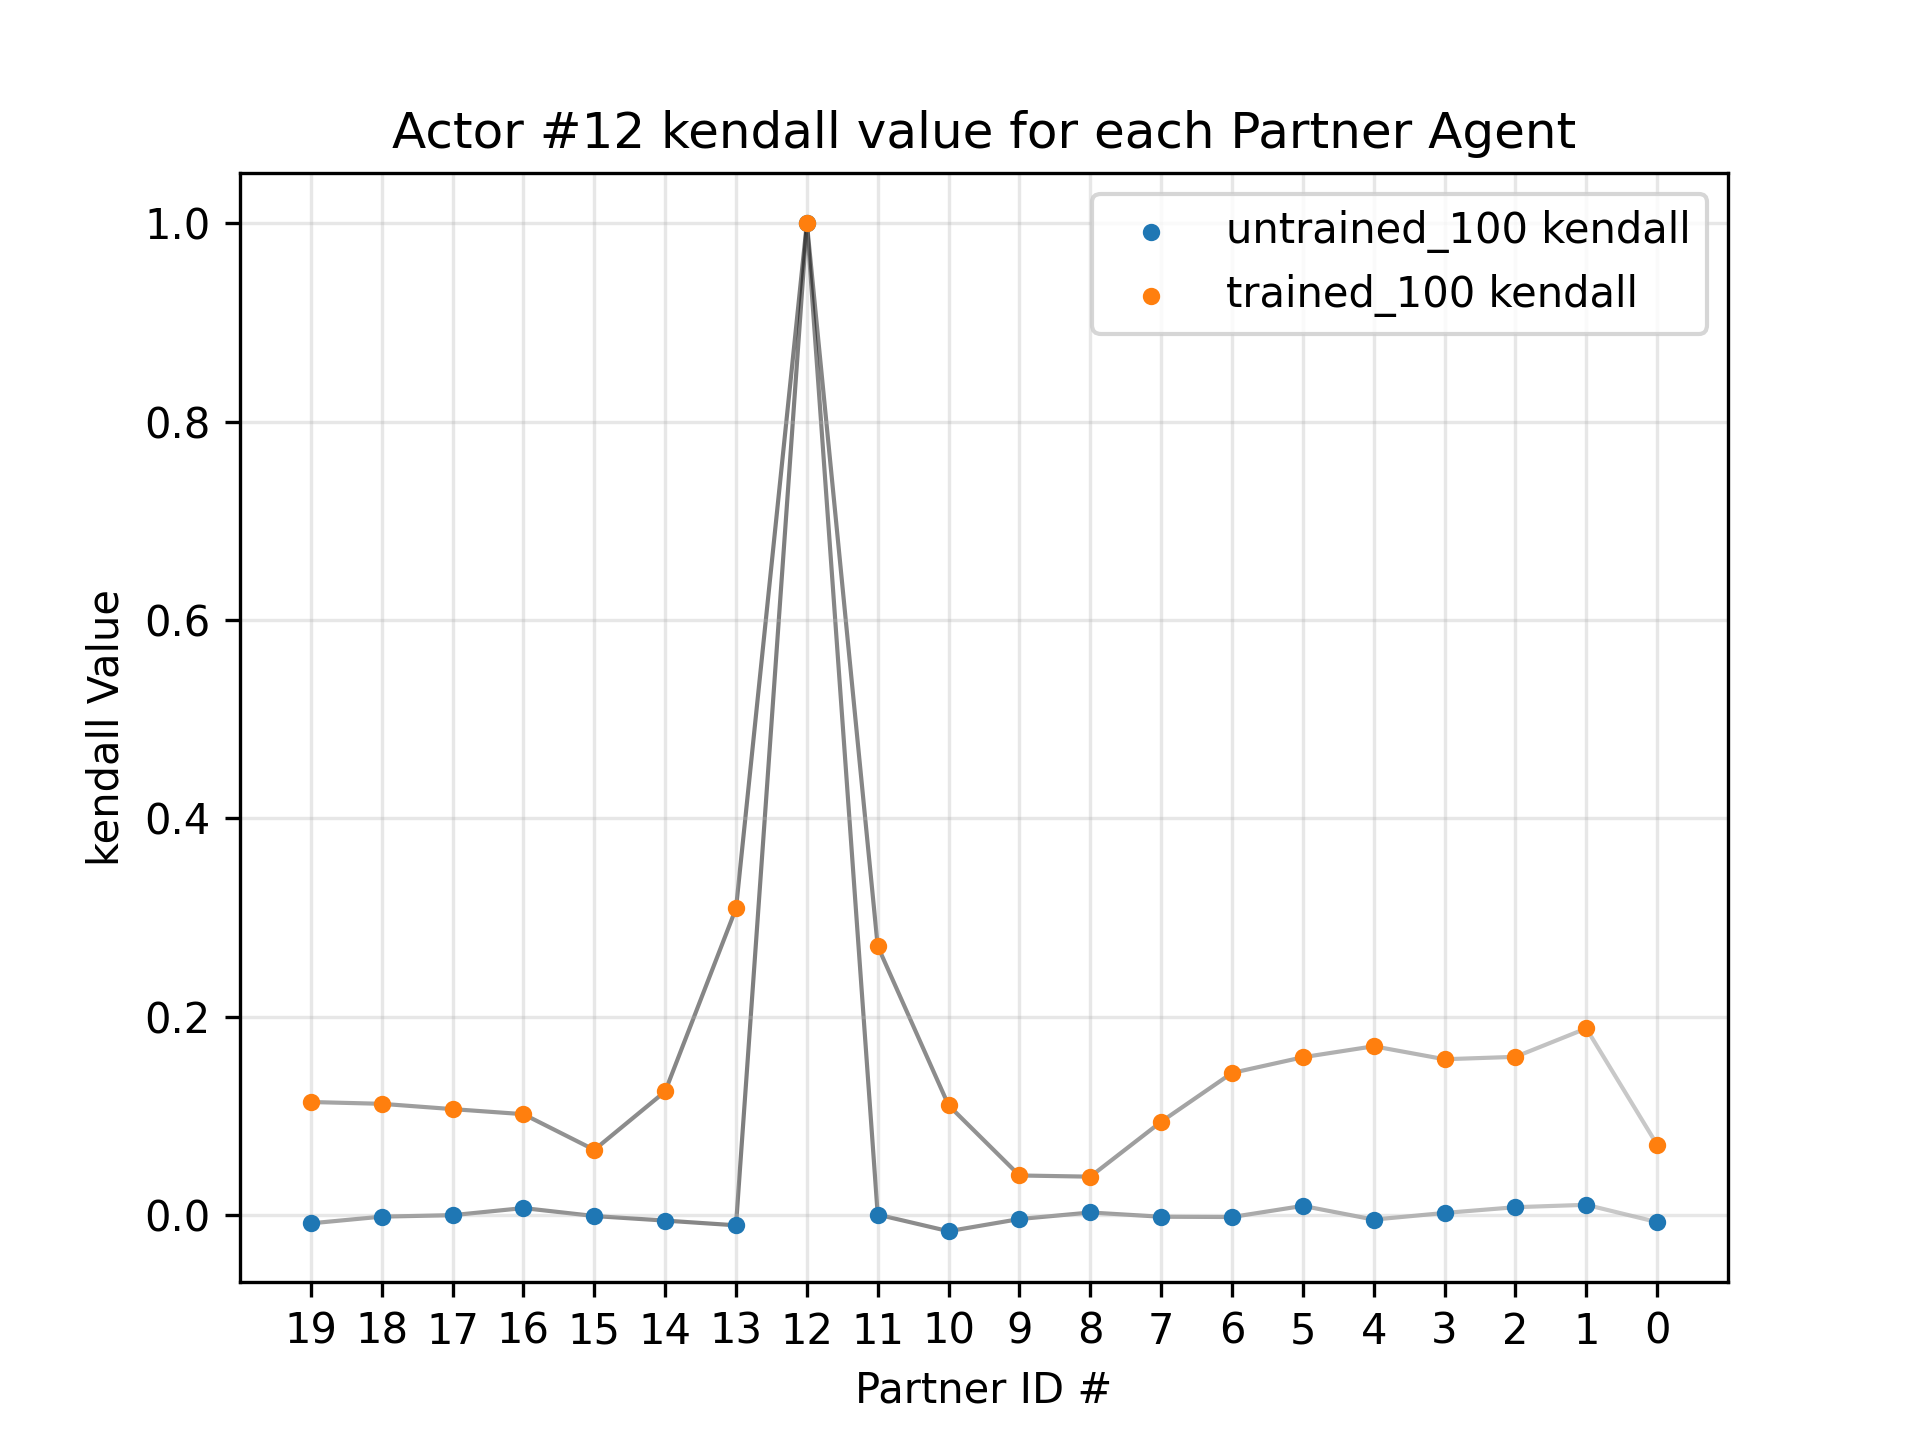 Actor #12 kendall value for each Partner Agent
untrained_100 kendall
trained_100 kendall
1.0
0.8
0.6
0.4
0.2
0.0
kendall Value
19 18 17 16 15 14 13 12 11 10 9 8 7 6 5 4 3 2 1 0
Partner ID #